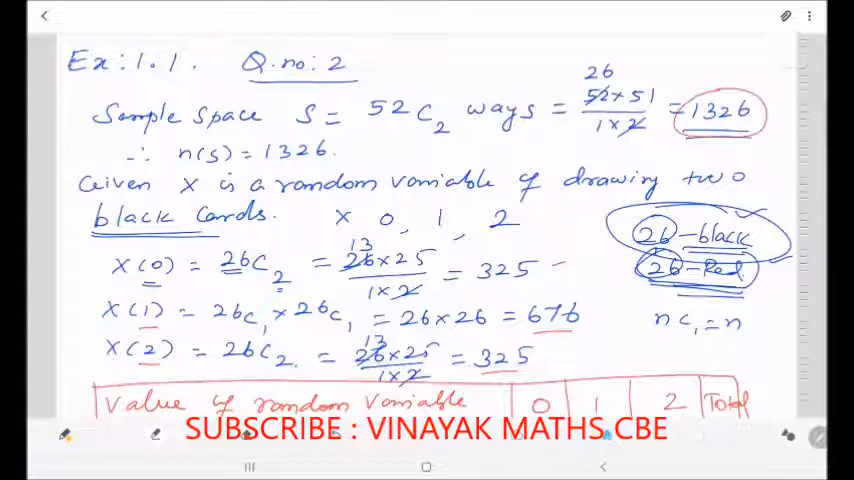 Ex: 1.1. Q.no: 2
Sample space S = 52C₂ ways = 52×51/1×2 = 1326
26
∴ n(s) = 1326.
Given X is a random variable of drawing two
black Cards. X 0, 1, 2
26 - black
26 - Red
X(0) = 26C₂ = 26×25/1×2 = 325
13
X(1) = 26C₁ × 26C₁ = 26×26 = 676
nC₁ = n
X(2) = 26C₂. = 26×25/1×2 = 325
13
Value of random variable 0 1 2 Total
SUBSCRIBE : VINAYAK MATHS CBE